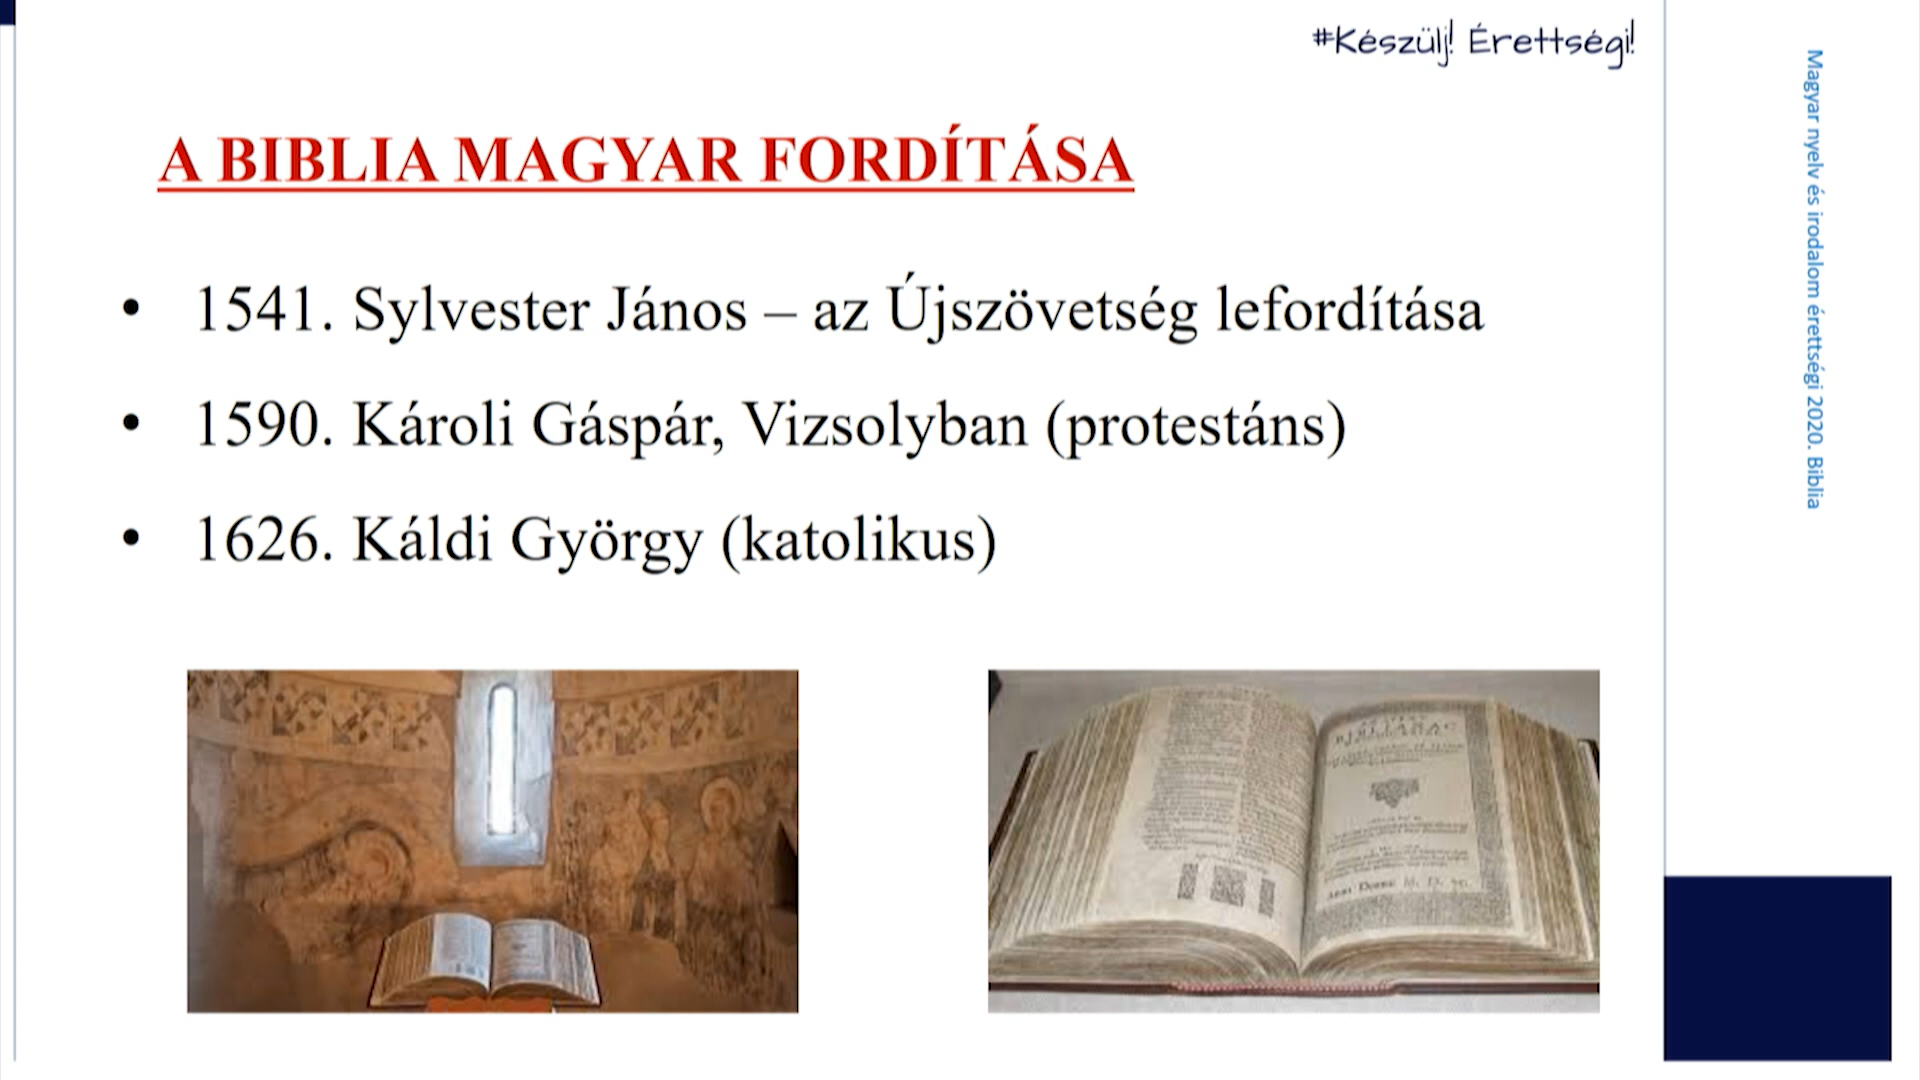 #Készülj! Érettségi!
A BIBLIA MAGYAR FORDÍTÁSA
• 1541. Sylvester János – az Újszövetség lefordítása
• 1590. Károli Gáspár, Vizsolyban (protestáns)
• 1626. Káldi György (katolikus)
Magyar nyelv és irodalom érettségi 2020. Biblia